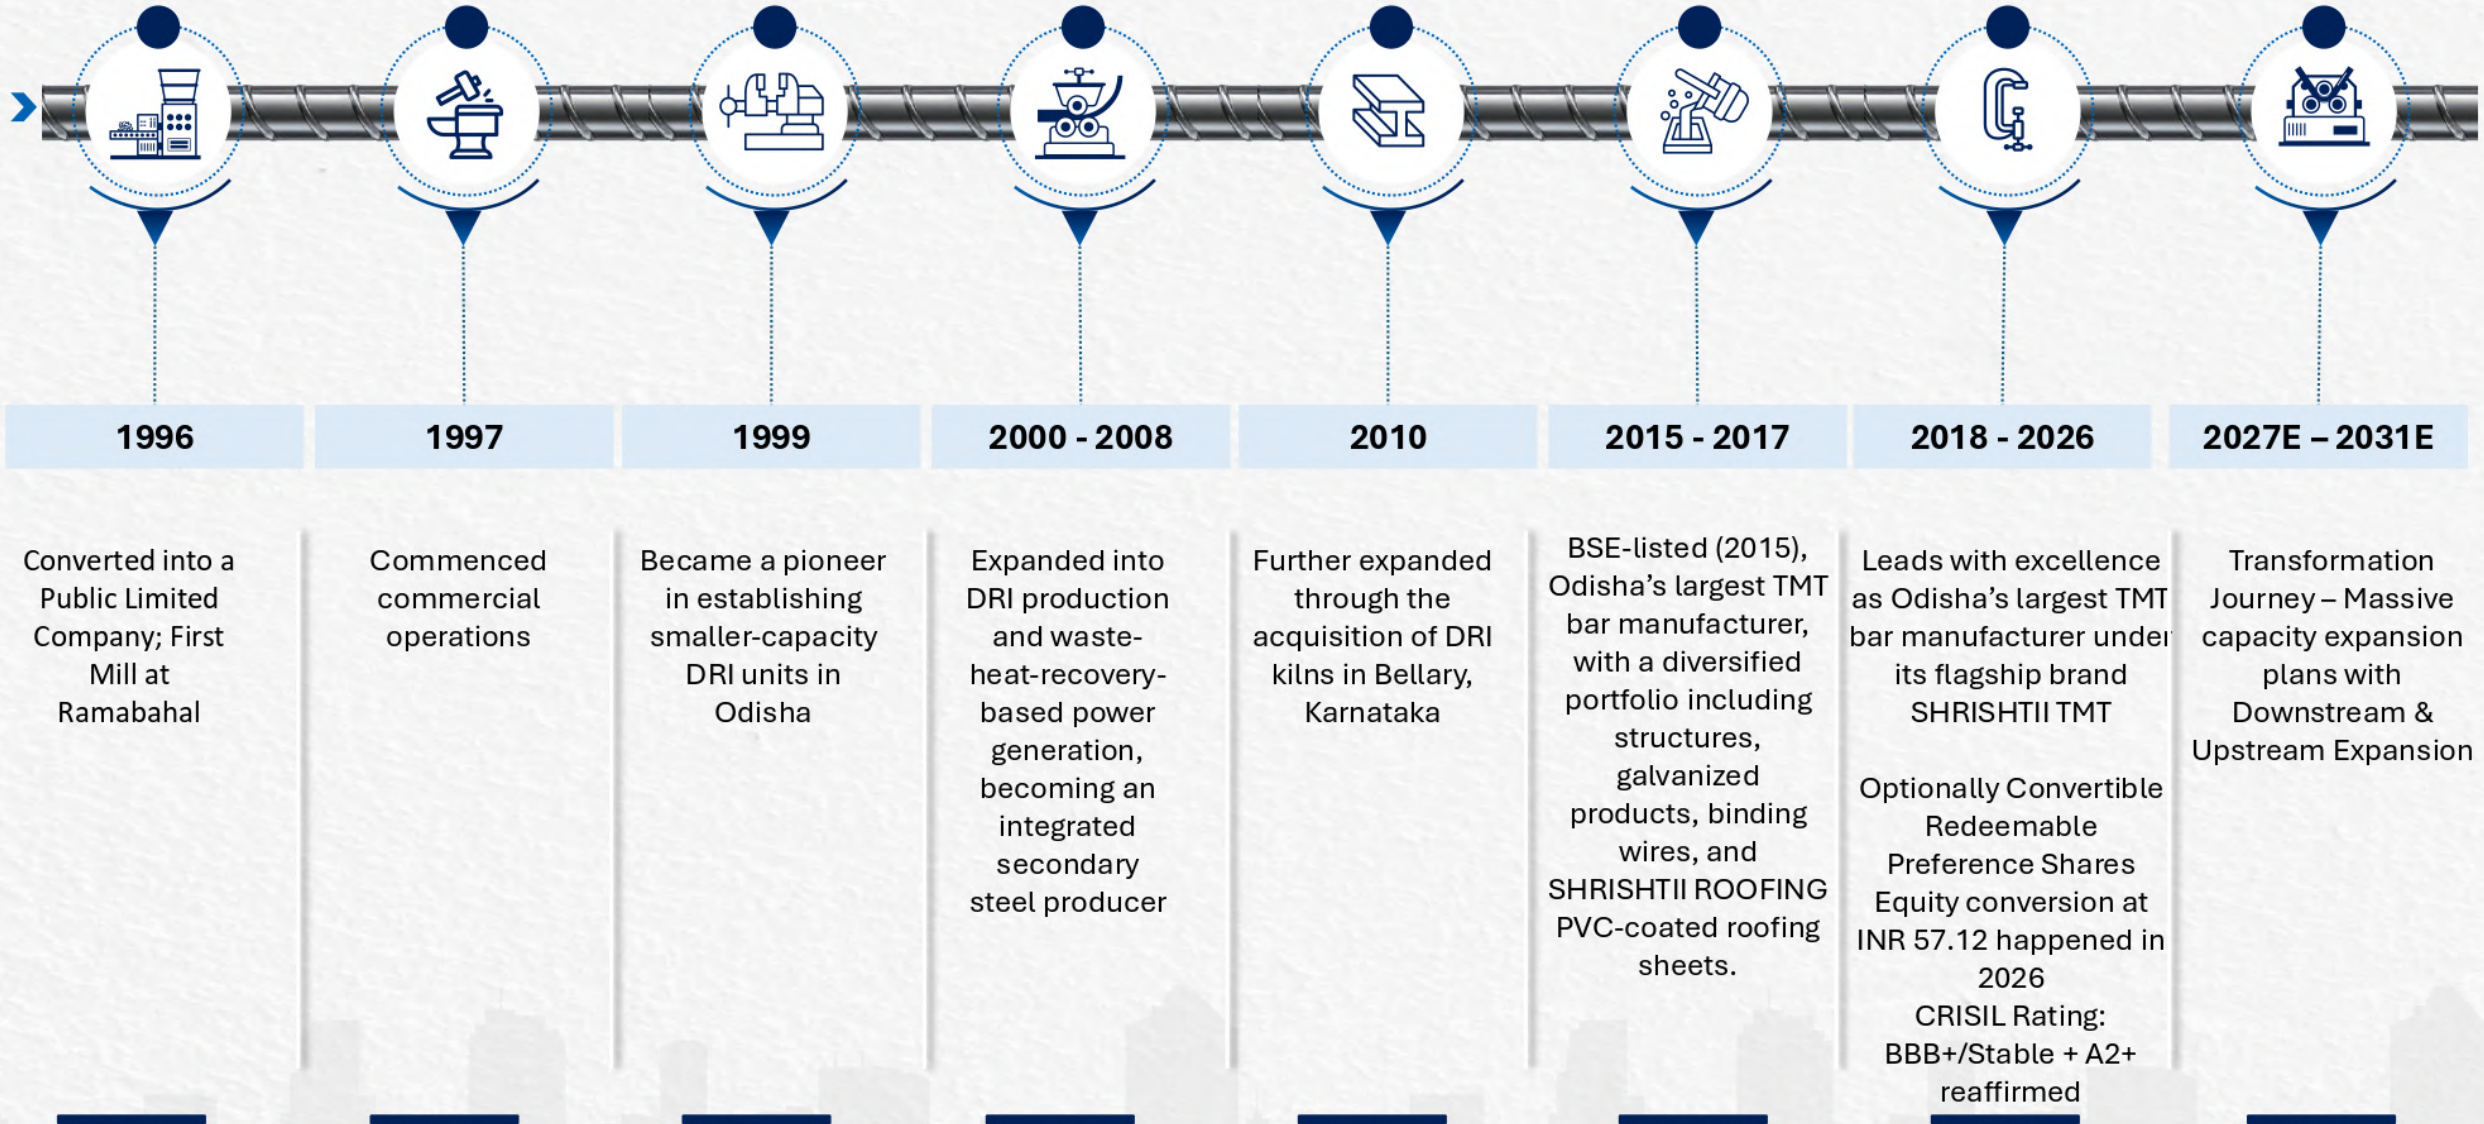 1996
Converted into a
Public Limited
Company; First
Mill at
Ramabahal
1997
Commenced
commercial
operations
1999
Became a pioneer
in establishing
smaller-capacity
DRI units in
Odisha
2000 - 2008
Expanded into
DRI production
and waste-
heat-recovery-
based power
generation,
becoming an
integrated
secondary
steel producer
2010
Further expanded
through the
acquisition of DRI
kilns in Bellary,
Karnataka
2015 - 2017
BSE-listed (2015),
Odisha’s largest TMT
bar manufacturer,
with a diversified
portfolio including
structures,
galvanized
products, binding
wires, and
SHRISHTII ROOFING
PVC-coated roofing
sheets.
2018 - 2026
Leads with excellence
as Odisha’s largest TMT
bar manufacturer under
its flagship brand
SHRISHTII TMT
Optionally Convertible
Redeemable
Preference Shares
Equity conversion at
INR 57.12 happened in
2026
CRISIL Rating:
BBB+/Stable + A2+
reaffirmed
2027E – 2031E
Transformation
Journey – Massive
capacity expansion
plans with
Downstream &
Upstream Expansion